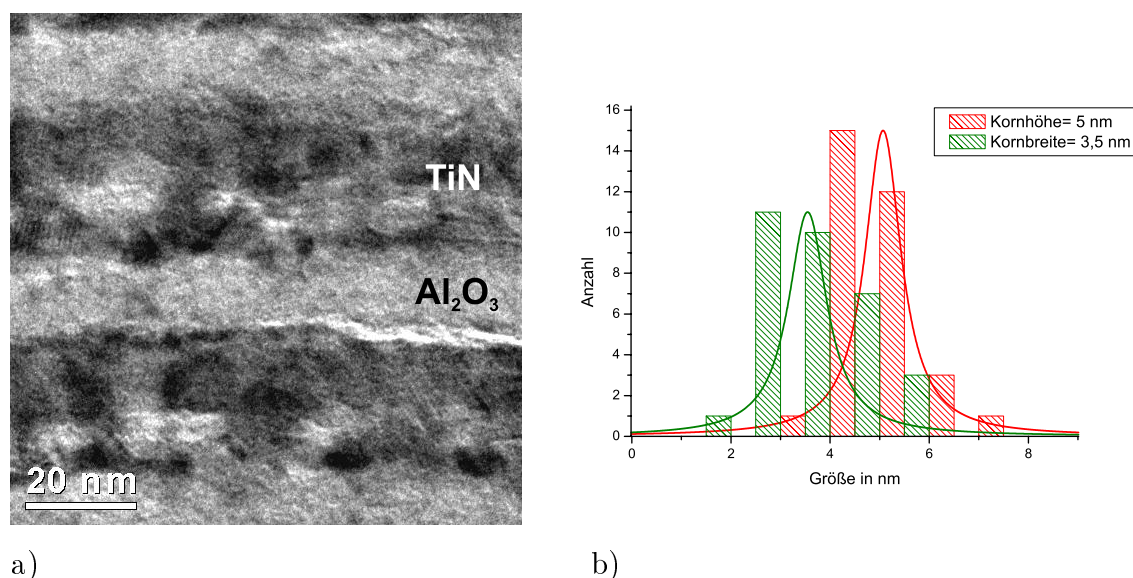 TiN
Al₂O₃
20 nm
a)
Kornhöhe= 5 nm
Kornbreite= 3,5 nm
Anzahl
16
14
12
10
8
6
4
2
0
0 2 4 6 8
Größe in nm
b)